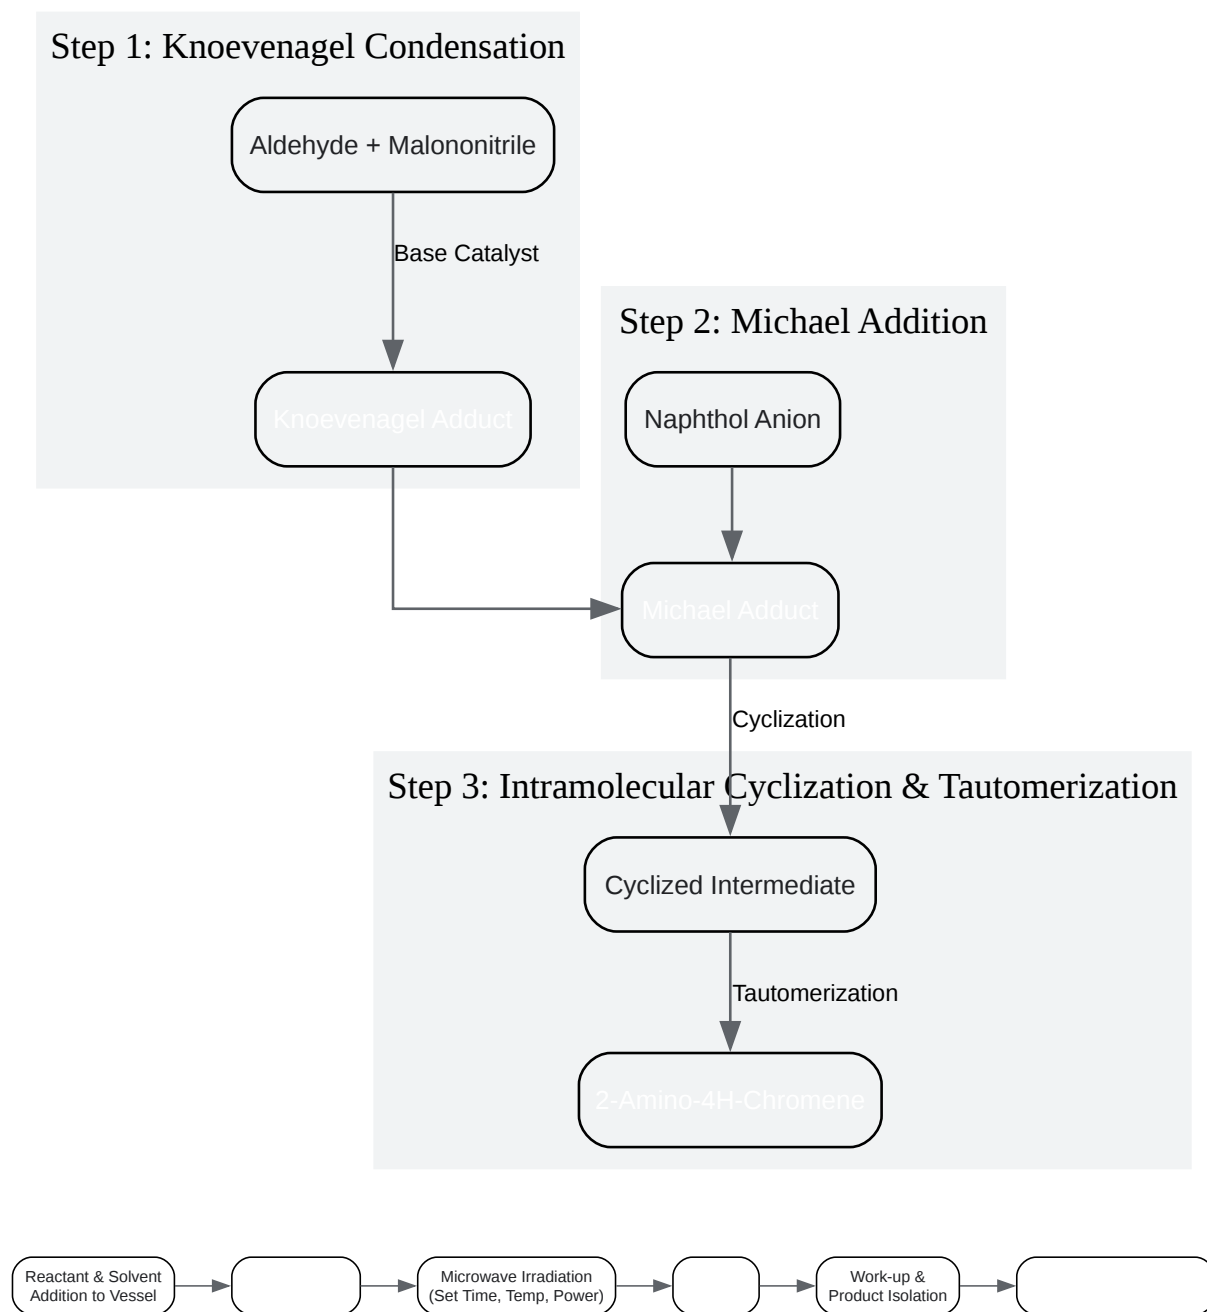 Step 1: Knoevenagel Condensation
Aldehyde + Malononitrile
Base Catalyst
Knoevenagel Adduct
Step 2: Michael Addition
Naphthol Anion
Michael Adduct
Cyclization
Step 3: Intramolecular Cyclization & Tautomerization
Cyclized Intermediate
Tautomerization
2-Amino-4H-Chromene
Reactant & Solvent
Addition to Vessel
Microwave Irradiation
(Set Time, Temp, Power)
Work-up &
Product Isolation